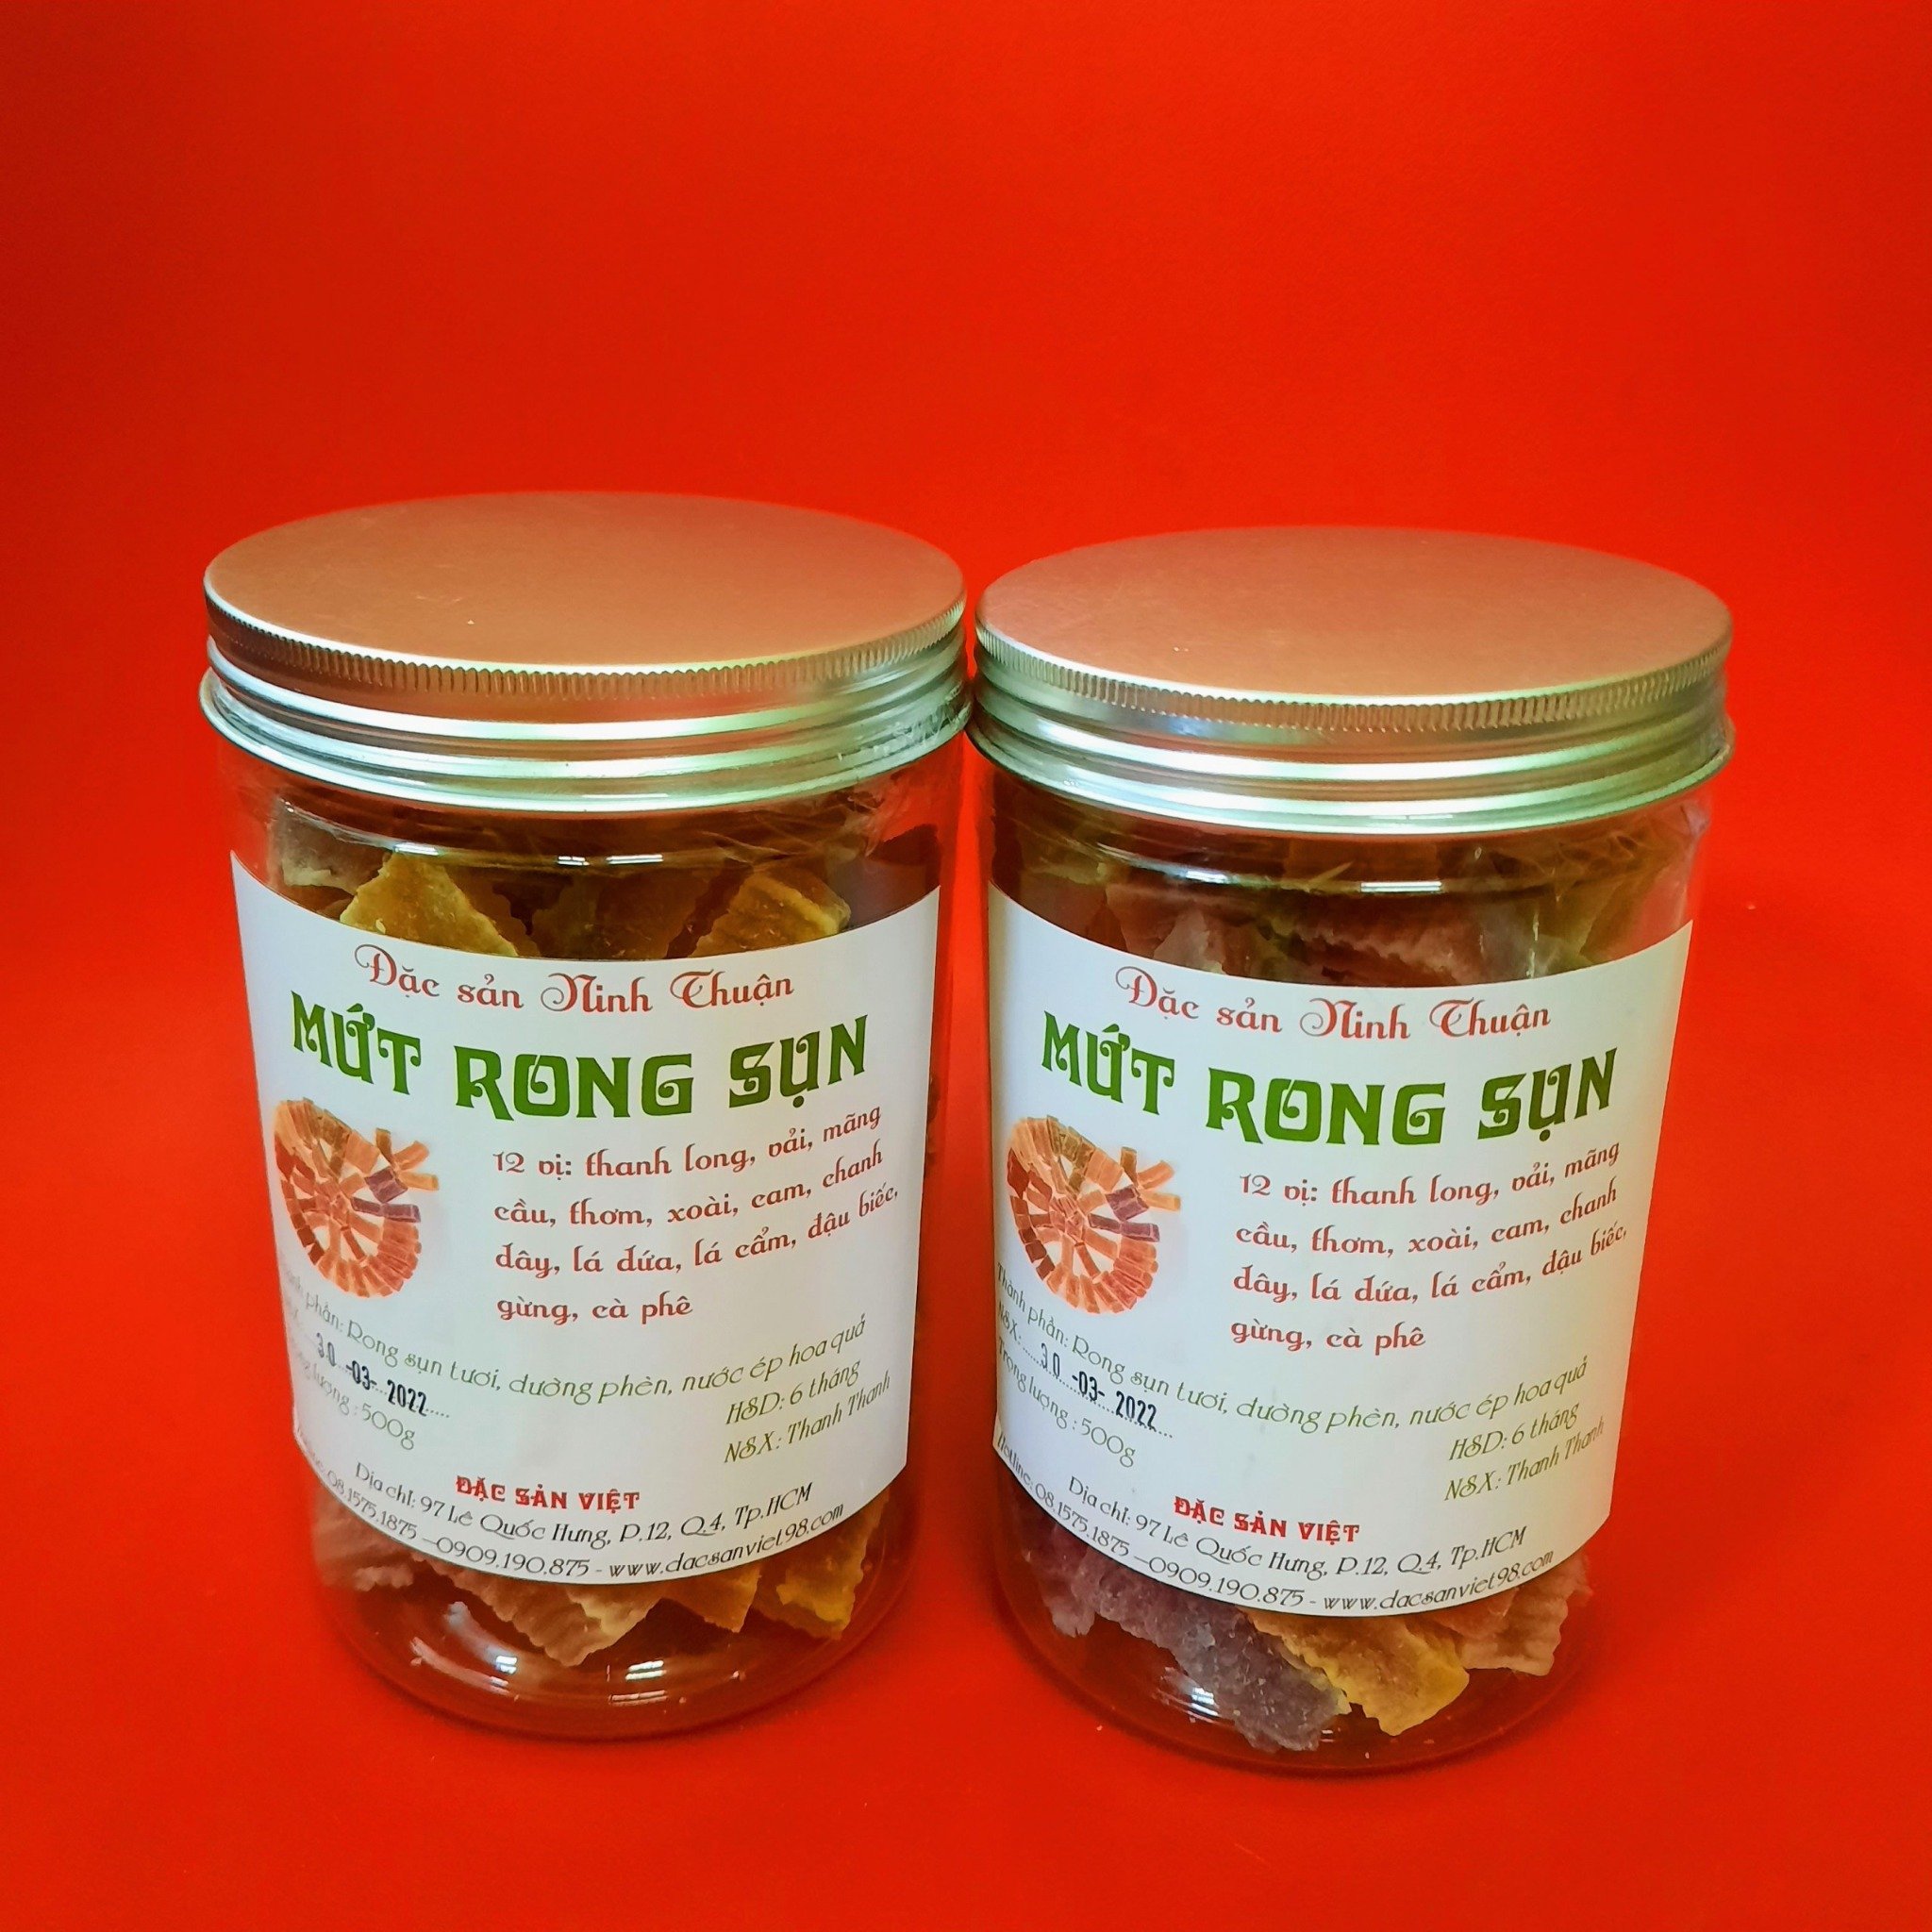 Đặc sản Ninh Thuận
MỨT RONG SỤN
12 vị: thanh long, vải, mãng
cầu, thơm, xoài, cam, chanh
dây, lá dứa, lá cẩm, đậu biếc,
gừng, cà phê
phần: Rong sụn tươi, đường phèn, nước ép hoa quả
30 -03- 2022
HSD: 6 tháng
lượng : 500g
NSX: Thanh Thanh
ĐẶC SẢN VIỆT
Địa chỉ: 97 Lê Quốc Hưng, P.12, Q.4, Tp.HCM
08.1575.1875 –0909.190.875 - www.dacsanviet98.com
Đặc sản Ninh Thuận
MỨT RONG SỤN
12 vị: thanh long, vải, mãng
cầu, thơm, xoài, cam, chanh
dây, lá dứa, lá cẩm, đậu biếc,
gừng, cà phê
Thành phần: Rong sụn tươi, đường phèn, nước ép hoa quả
NSX: 30 -03- 2022
HSD: 6 tháng
Trọng lượng : 500g
NSX: Thanh Thanh
ĐẶC SẢN VIỆT
Địa chỉ: 97 Lê Quốc Hưng, P.12, Q.4, Tp.HCM
Hotline: 08.1575.1875 –0909.190.875 - www.dacsanviet98.com